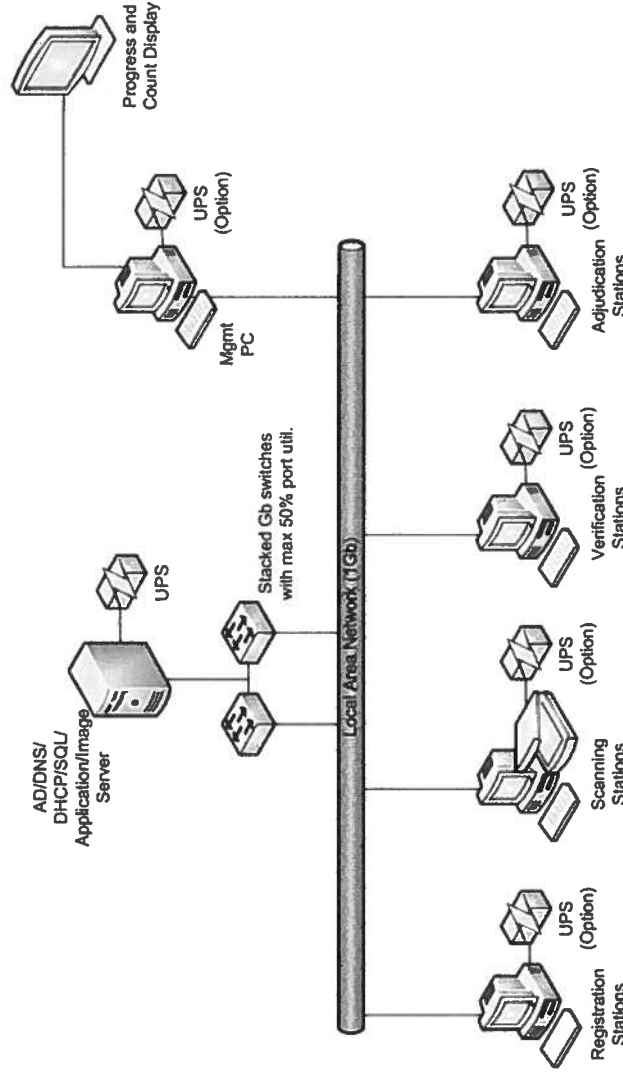 AD/DNS/
DHCP/SQL/
Application/Image
Server
UPS
Stacked Gb switches
with max 50% port util.
Progress and
Count Display
UPS
(Option)
Mgmt
PC
Local Area Network (1Gb)
Registration
Stations
UPS
(Option)
Scanning
Stations
UPS
(Option)
Verification
Stations
UPS
(Option)
Adjudication
Stations
UPS
(Option)